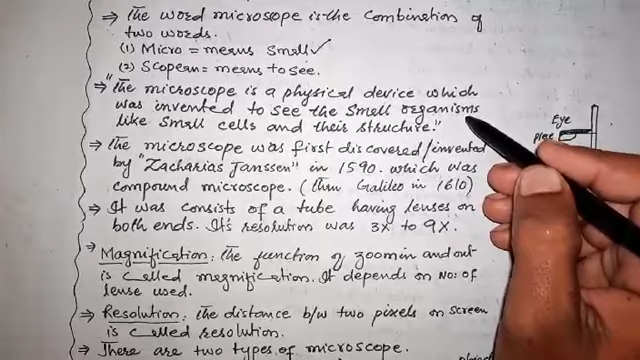 ⇒ The word microscope is the combination of
two words.
(1) Micro = means small ✓
(2) Scopern = means to see.
⇒ "The microscope is a physical device which
was invented to see the smell organisms
like small cells and their structure."
⇒ The microscope was first discovered/invented
by "Zacharias Janssen" in 1590. which was
compound microscope. (then Galileo in 1610)
⇒ It was consists of a tube having lenses on
both ends. It's resolution was 3x to 9x.
⇒ Magnification: The function of zoomin and out
is called magnification. It depends on No: of
lense used.
⇒ Resolution: The distance b/w two pixels on screen
is called resolution.
⇒ There are two types of microscope.
Eye
piece